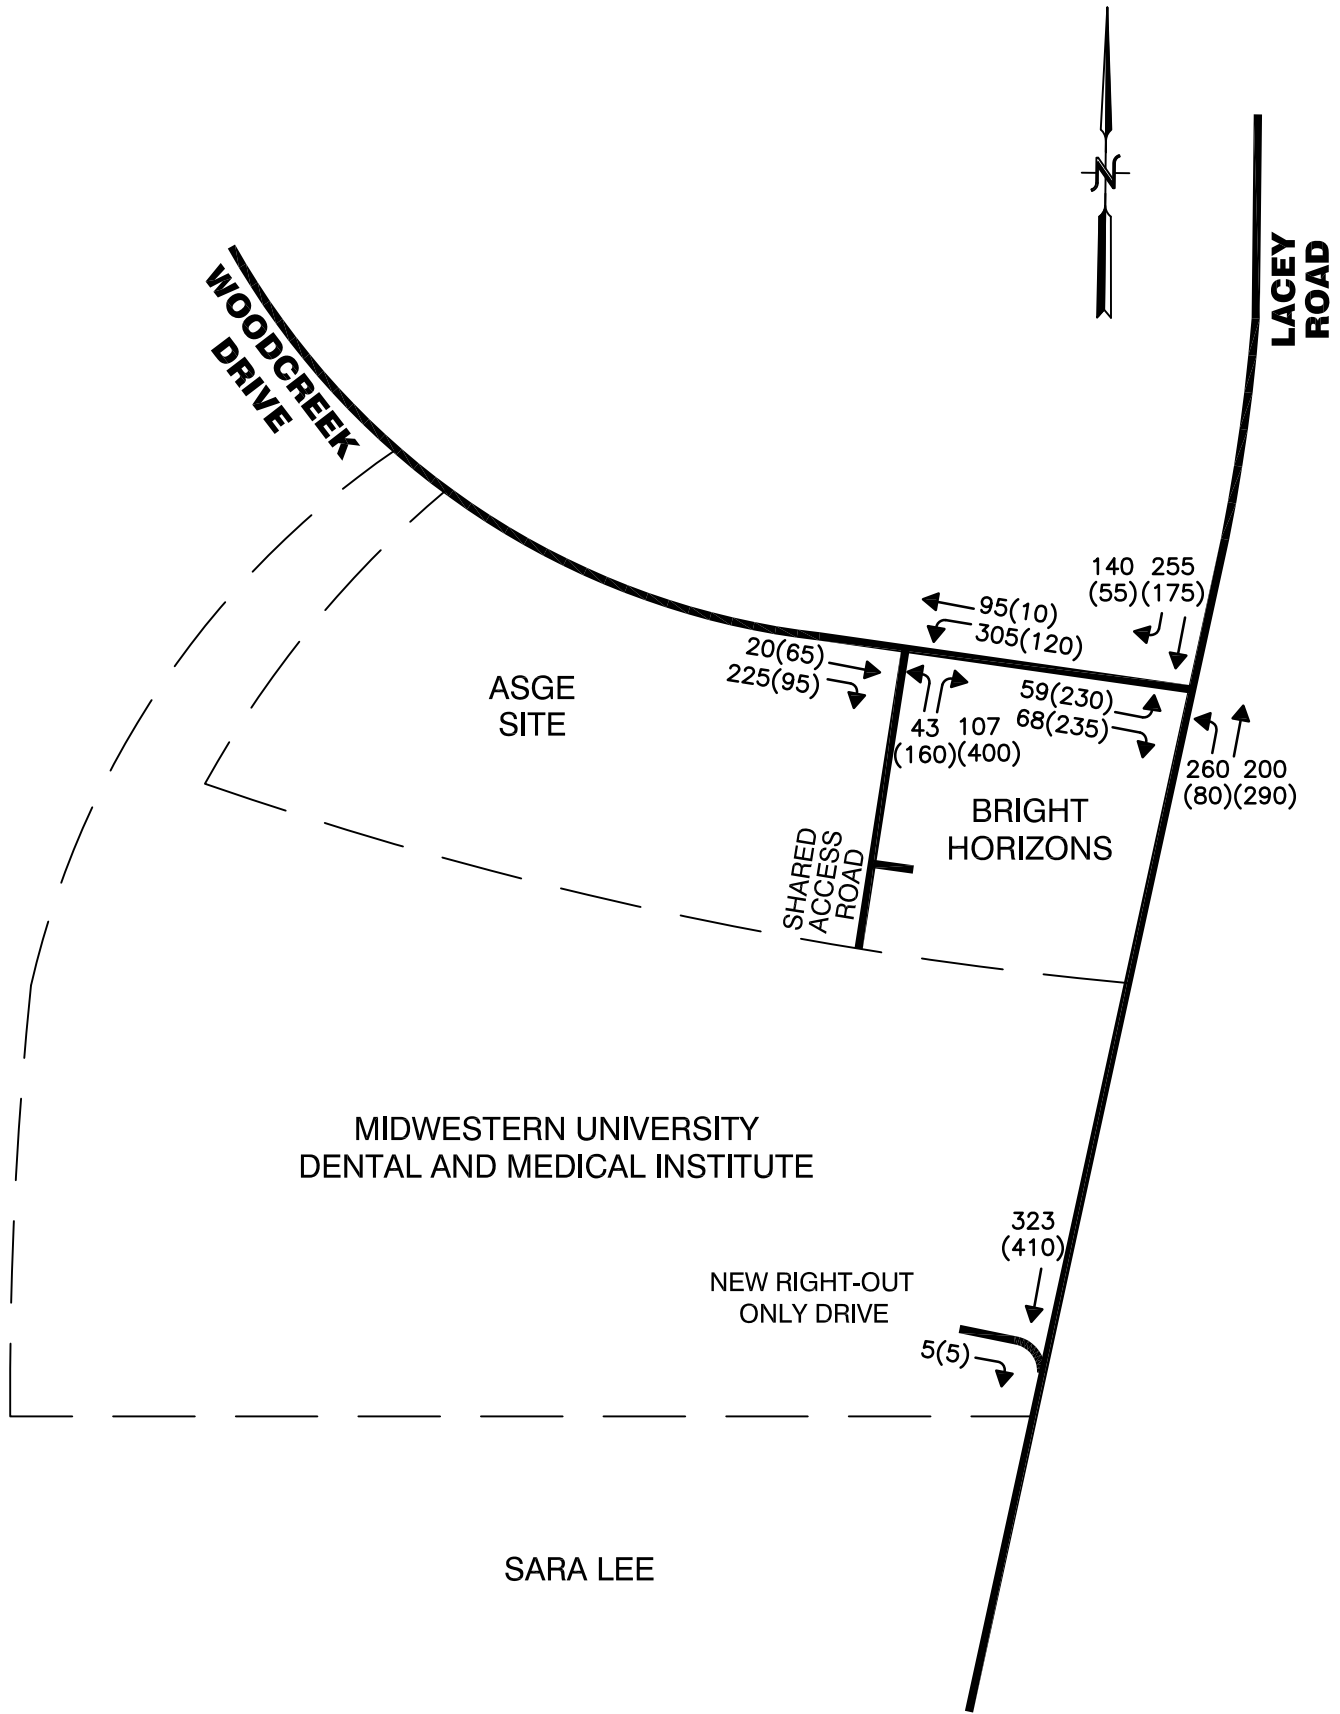 N
LACEY
ROAD
WOODCREEK
DRIVE
140 255
(55)(175)
95(10)
305(120)
20(65)
225(95)
59(230)
68(235)
43 107
(160)(400)
260 200
(80)(290)
ASGE
SITE
BRIGHT
HORIZONS
SHARED
ACCESS
ROAD
MIDWESTERN UNIVERSITY
DENTAL AND MEDICAL INSTITUTE
323
(410)
NEW RIGHT-OUT
ONLY DRIVE
5(5)
SARA LEE